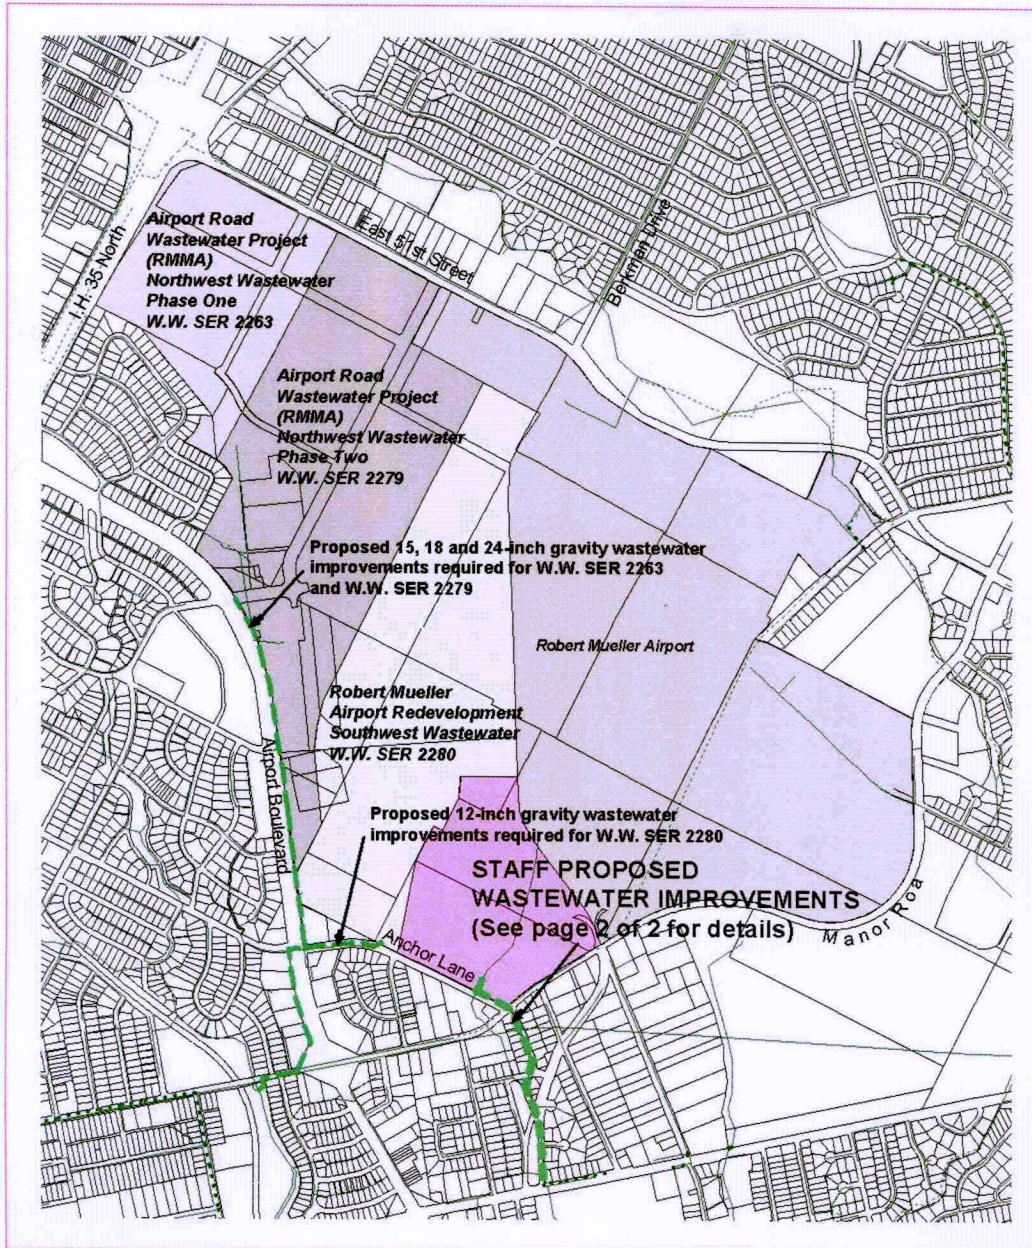 Airport Road
Wastewater Project
(RMMA)
Northwest Wastewater
Phase One
W.W. SER 2263
I.H. 35 North
East 51st Street
Berkman Drive
Airport Road
Wastewater Project
(RMMA)
Northwest Wastewater
Phase Two
W.W. SER 2279
Proposed 15, 18 and 24-inch gravity wastewater
improvements required for W.W. SER 2263
and W.W. SER 2279
Robert Mueller Airport
Robert Mueller
Airport Redevelopment
Southwest Wastewater
W.W. SER 2280
Airport Boulevard
Proposed 12-inch gravity wastewater
improvements required for W.W. SER 2280
STAFF PROPOSED
WASTEWATER IMPROVEMENTS
(See page 2 of 2 for details)
Manor Roa
Anchor Lane